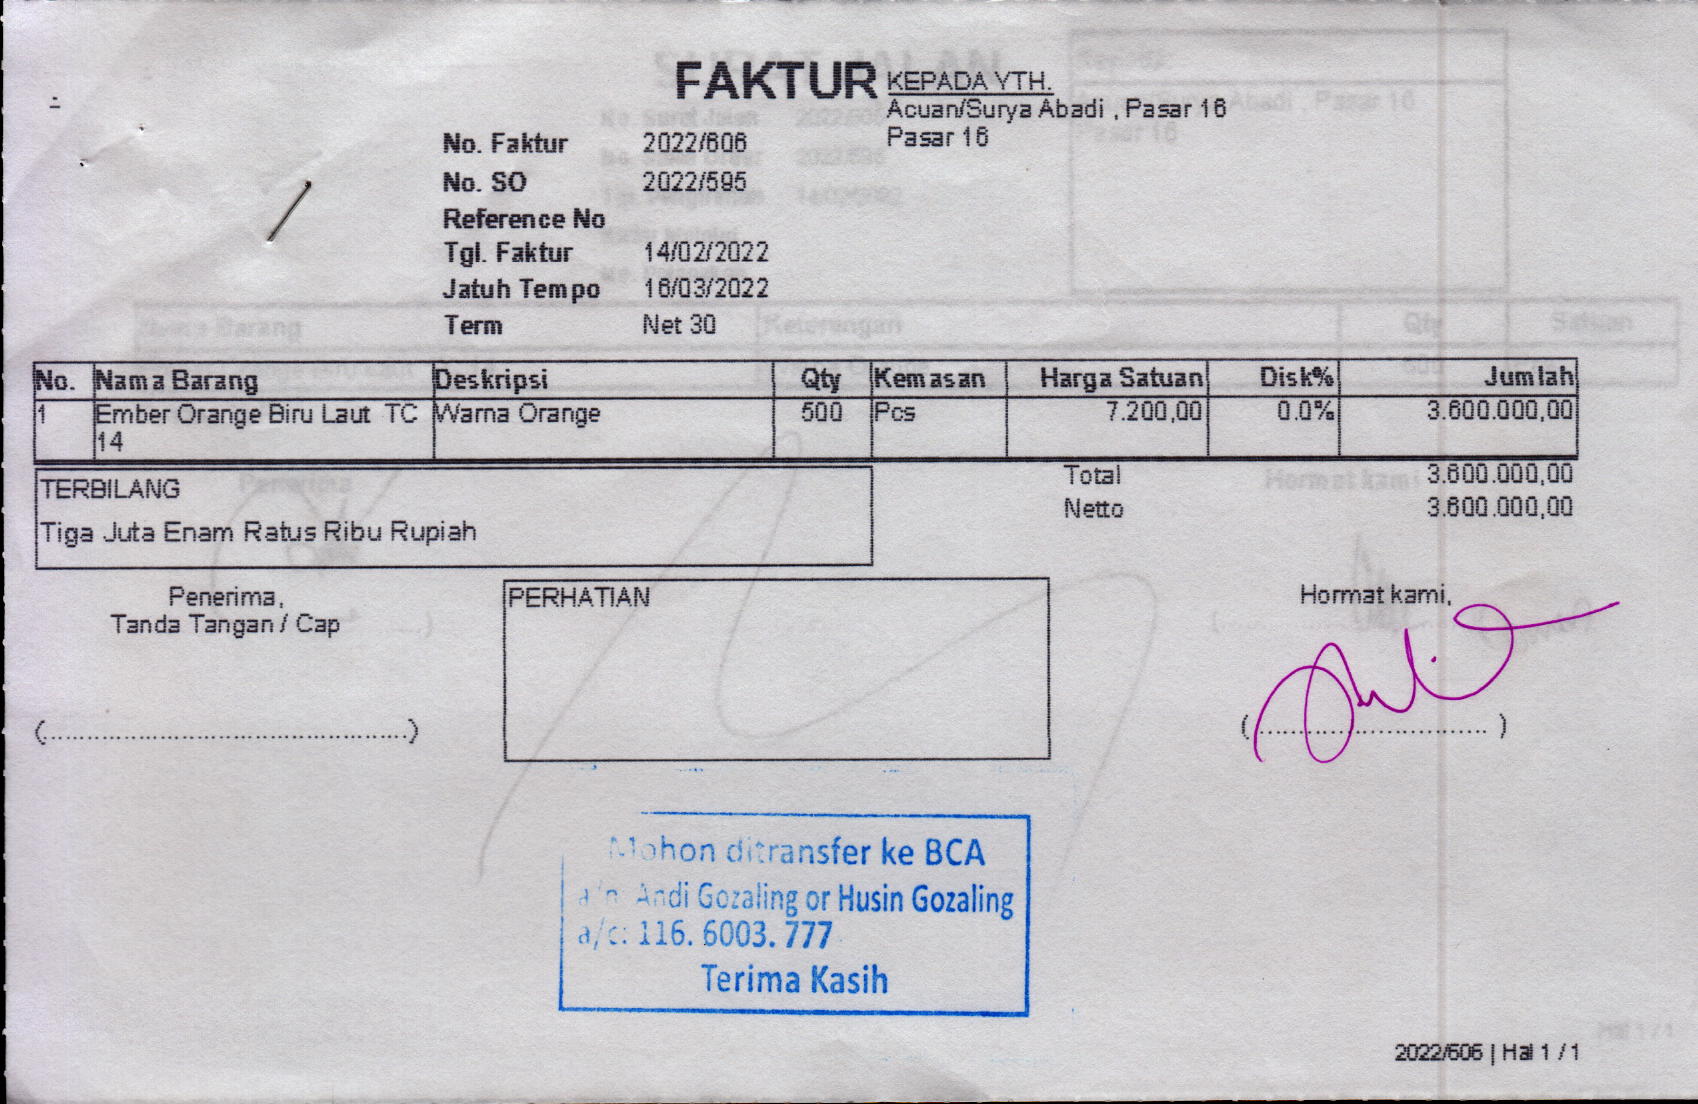 FAKTUR
KEPADA YTH.
Acuan/Surya Abadi , Pasar 16
Pasar 16
No. Faktur 2022/606
No. SO 2022/595
Reference No
Tgl. Faktur 14/02/2022
Jatuh Tempo 16/03/2022
Term Net 30
No. Nama Barang Deskripsi Qty Kemasan Harga Satuan Disk% Jumlah
1 Ember Orange Biru Laut TC Warna Orange 500 Pcs 7.200,00 0.0% 3.600.000,00
14
Total 3.600.000,00
Netto 3.600.000,00
TERBILANG
Tiga Juta Enam Ratus Ribu Rupiah
Penerima,
Tanda Tangan / Cap
(................................................)
PERHATIAN
Hormat kami,
(................................ )
Mohon ditransfer ke BCA
a/n. Andi Gozaling or Husin Gozaling
a/c: 116. 6003. 777
Terima Kasih
2022/606 | Hal 1 / 1